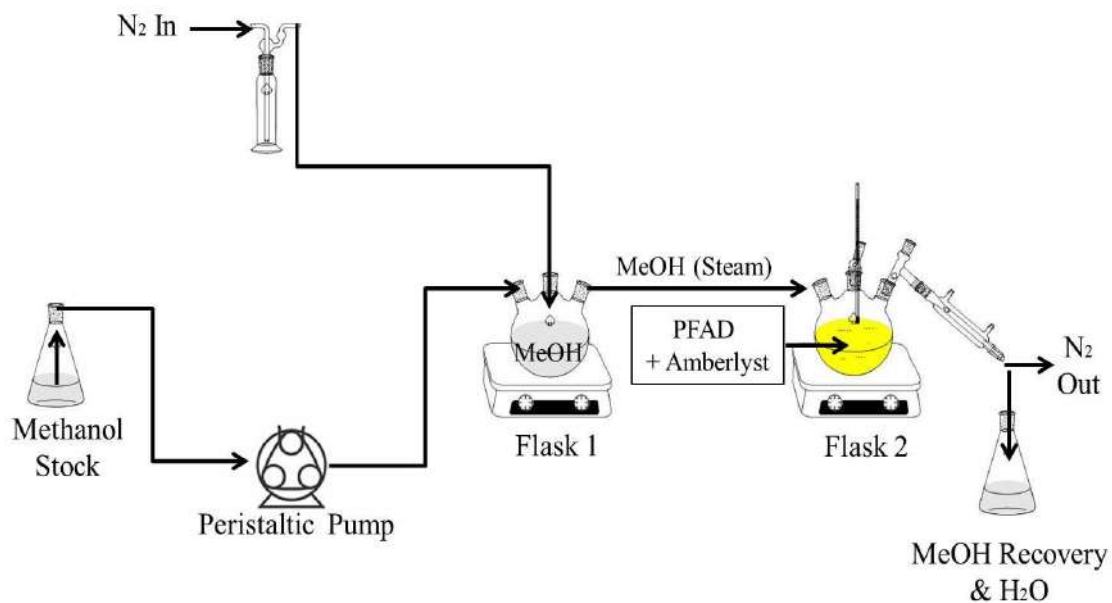 N₂ In
MeOH (Steam)
PFAD
+ Amberlyst
MeOH
N₂
Out
Methanol
Stock
Flask 1
Flask 2
Peristaltic Pump
MeOH Recovery
& H₂O